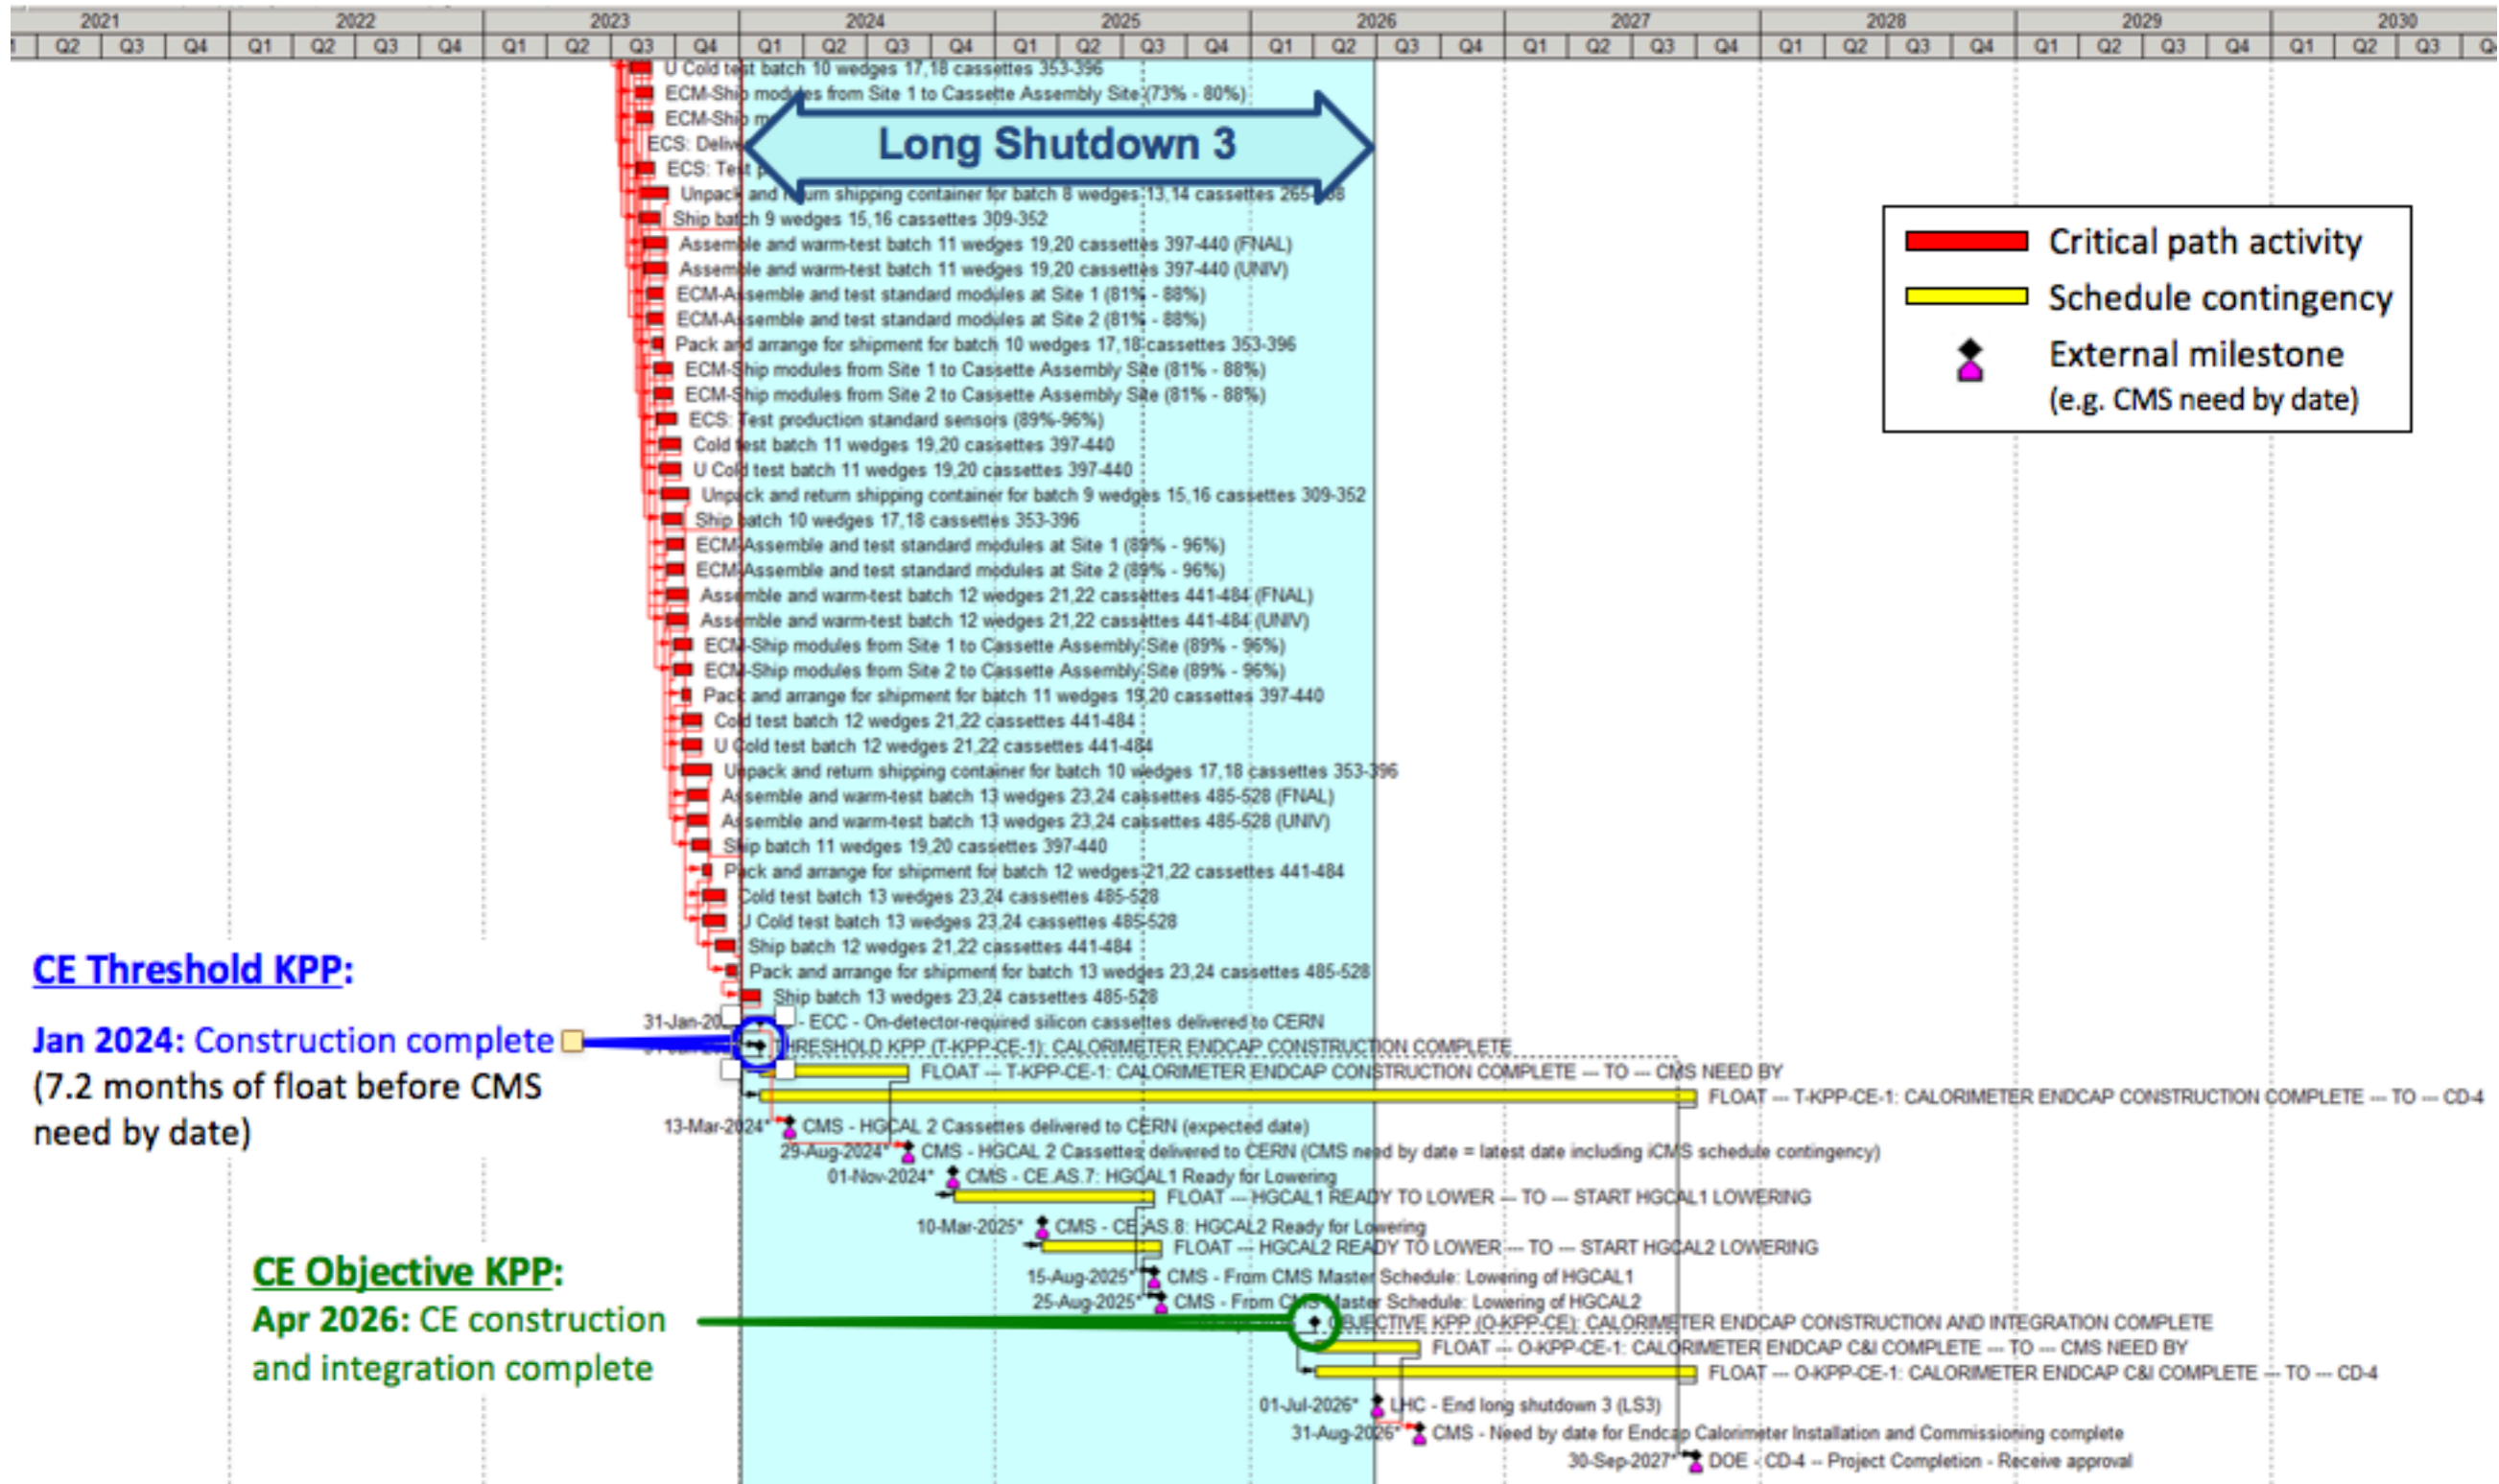 2021 2022 2023 2024 2025 2026 2027 2028 2029 2030
Q2 Q3 Q4 Q1 Q2 Q3 Q4 Q1 Q2 Q3 Q4 Q1 Q2 Q3 Q4 Q1 Q2 Q3 Q4 Q1 Q2 Q3 Q4 Q1 Q2 Q3 Q4 Q1 Q2 Q3 Q4 Q1 Q2 Q3 Q4 Q1 Q2 Q3
U Cold test batch 10 wedges 17,18 cassettes 353-396
ECM-Ship modules from Site 1 to Cassette Assembly Site (73% - 80%)
ECM-Ship
Long Shutdown 3
ECS:
ECS: Test
Unpack and return shipping container for batch 8 wedges 13,14 cassettes
Ship batch 9 wedges 15,16 cassettes 309-352
Assemble and warm-test batch 11 wedges 19,20 cassettes 397-440 (FNAL)
Assemble and warm-test batch 11 wedges 19,20 cassettes 397-440 (UNIV)
ECM-Assemble and test standard modules at Site 1 (81% - 88%)
ECM-Assemble and test standard modules at Site 2 (81% - 88%)
Pack and arrange for shipment for batch 10 wedges 17,18 cassettes 353-396
ECM-Ship modules from Site 1 to Cassette Assembly Site (81% - 88%)
ECM-Ship modules from Site 2 to Cassette Assembly Site (81% - 88%)
ECS: Test production standard sensors (89%-96%)
Cold test batch 11 wedges 19,20 cassettes 397-440
U Cold test batch 11 wedges 19,20 cassettes 397-440
Unpack and return shipping container for batch 9 wedges 15,16 cassettes 309-352
Ship batch 10 wedges 17,18 cassettes 353-396
ECM-Assemble and test standard modules at Site 1 (89% - 96%)
ECM-Assemble and test standard modules at Site 2 (89% - 96%)
Assemble and warm-test batch 12 wedges 21,22 cassettes 441-484 (FNAL)
Assemble and warm-test batch 12 wedges 21,22 cassettes 441-484 (UNIV)
ECM-Ship modules from Site 1 to Cassette Assembly Site (89% - 96%)
ECM-Ship modules from Site 2 to Cassette Assembly Site (89% - 96%)
Pack and arrange for shipment for batch 11 wedges 19,20 cassettes 397-440
Cold test batch 12 wedges 21,22 cassettes 441-484
U Cold test batch 12 wedges 21,22 cassettes 441-484
Unpack and return shipping container for batch 10 wedges 17,18 cassettes 353-396
Assemble and warm-test batch 13 wedges 23,24 cassettes 485-528 (FNAL)
Assemble and warm-test batch 13 wedges 23,24 cassettes 485-528 (UNIV)
Ship batch 11 wedges 19,20 cassettes 397-440
Pack and arrange for shipment for batch 12 wedges 21,22 cassettes 441-484
Cold test batch 13 wedges 23,24 cassettes 485-528
U Cold test batch 13 wedges 23,24 cassettes 485-528
Ship batch 12 wedges 21,22 cassettes 441-484
Pack and arrange for shipment for batch 13 wedges 23,24 cassettes 485-528
Ship batch 13 wedges 23,24 cassettes 485-528
- ECC - On-detector-required silicon cassettes delivered to CERN
THRESHOLD KPP (T-KPP-CE-1): CALORIMETER ENDCAP CONSTRUCTION COMPLETE
FLOAT --- T-KPP-CE-1: CALORIMETER ENDCAP CONSTRUCTION COMPLETE --- TO --- CMS NEED BY
FLOAT --- T-KPP-CE-1: CALORIMETER ENDCAP CONSTRUCTION COMPLETE --- TO --- CD-4
13-Mar-2024* CMS - HGCAL 2 Cassettes delivered to CERN (expected date)
29-Aug-2024* CMS - HGCAL 2 Cassettes delivered to CERN (CMS need by date = latest date including iCMS schedule contingency)
01-Nov-2024* CMS - CE.AS.7: HGCAL1 Ready for Lowering
FLOAT --- HGCAL1 READY TO LOWER --- TO --- START HGCAL1 LOWERING
10-Mar-2025* CMS - CE.AS.8: HGCAL2 Ready for Lowering
FLOAT --- HGCAL2 READY TO LOWER --- TO --- START HGCAL2 LOWERING
15-Aug-2025* CMS - From CMS Master Schedule: Lowering of HGCAL1
25-Aug-2025* CMS - From CMS Master Schedule: Lowering of HGCAL2
OBJECTIVE KPP (O-KPP-CE): CALORIMETER ENDCAP CONSTRUCTION AND INTEGRATION COMPLETE
FLOAT --- O-KPP-CE-1: CALORIMETER ENDCAP C&I COMPLETE --- TO --- CMS NEED BY
FLOAT --- O-KPP-CE-1: CALORIMETER ENDCAP C&I COMPLETE --- TO --- CD-4
01-Jul-2026* LHC - End long shutdown 3 (LS3)
31-Aug-2026* CMS - Need by date for Endcap Calorimeter Installation and Commissioning complete
30-Sep-2027* DOE - CD-4 -- Project Completion - Receive approval
Critical path activity
Schedule contingency
External milestone
(e.g. CMS need by date)
CE Threshold KPP:
Jan 2024: Construction complete
(7.2 months of float before CMS
need by date)
CE Objective KPP:
Apr 2026: CE construction
and integration complete